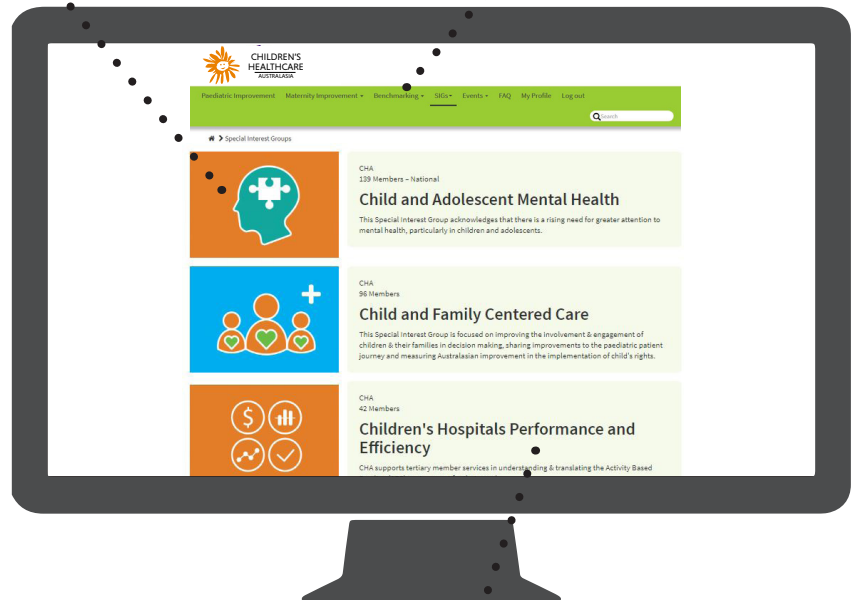 CHILDREN'S
HEALTHCARE
AUSTRALASIA
Paediatric Improvement Maternity Improvement Benchmarking SIGs Events FAQ My Profile Log out
Search
Special Interest Groups
CHA
139 Members – National
Child and Adolescent Mental Health
This Special Interest Group acknowledges that there is a rising need for greater attention to
mental health, particularly in children and adolescents.
CHA
96 Members
Child and Family Centered Care
This Special Interest Group is focused on improving the involvement & engagement of
children & their families in decision making, sharing improvements to the paediatric patient
journey and measuring Australasian improvement in the implementation of child's rights.
CHA
42 Members
Children's Hospitals Performance and
Efficiency
CHA supports tertiary member services in understanding & translating the Activity Based